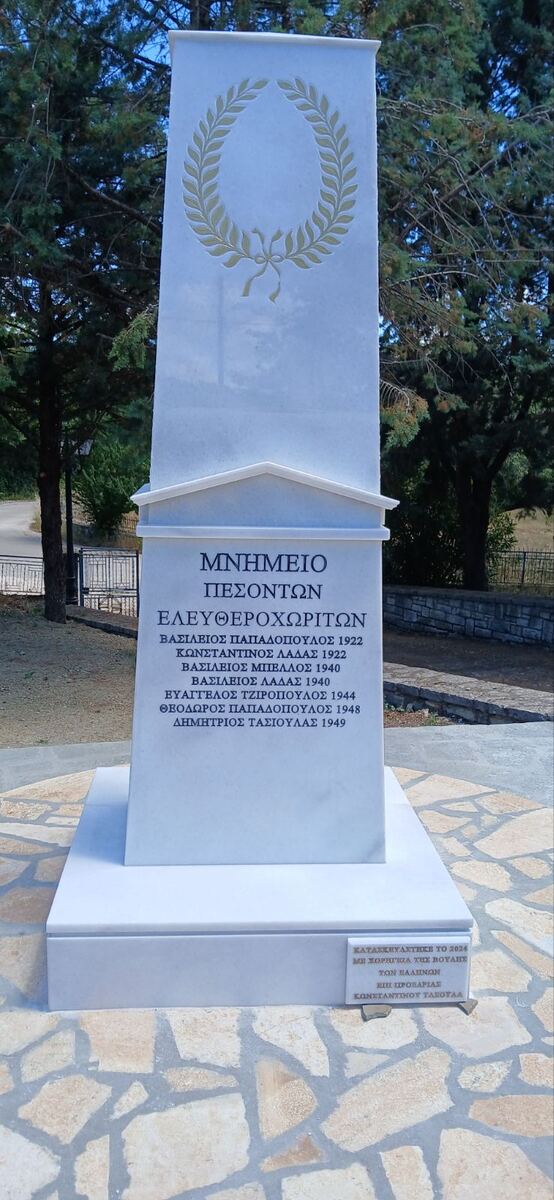 ΜΝΗΜΕΙΟ
ΠΕΣΟΝΤΩΝ
ΕΛΕΥΘΕΡΟΧΩΡΙΤΩΝ
ΒΑΣΙΛΕΙΟΣ ΠΑΠΑΔΟΠΟΥΛΟΣ 1922
ΚΩΝΣΤΑΝΤΙΝΟΣ ΛΑΔΑΣ 1922
ΒΑΣΙΛΕΙΟΣ ΜΠΕΛΛΟΣ 1940
ΒΑΣΙΛΕΙΟΣ ΛΑΔΑΣ 1940
ΕΥΑΓΓΕΛΟΣ ΤΖΙΡΟΠΟΥΛΟΣ 1944
ΘΕΟΔΩΡΟΣ ΠΑΠΑΔΟΠΟΥΛΟΣ 1948
ΔΗΜΗΤΡΙΟΣ ΤΑΣΙΟΥΛΑΣ 1949
ΚΑΤΑΣΚΕΥΑΣΤΗΚΕ ΤΟ 2024
ΜΕ ΧΟΡΗΓΕΙΑ ΤΗΣ ΒΟΥΛΗΣ
ΤΩΝ ΕΛΛΗΝΩΝ
ΕΠΙ ΠΡΟΕΔΡΙΑΣ
ΚΩΝΣΤΑΝΤΙΝΟΥ ΤΑΣΟΥΛΑ